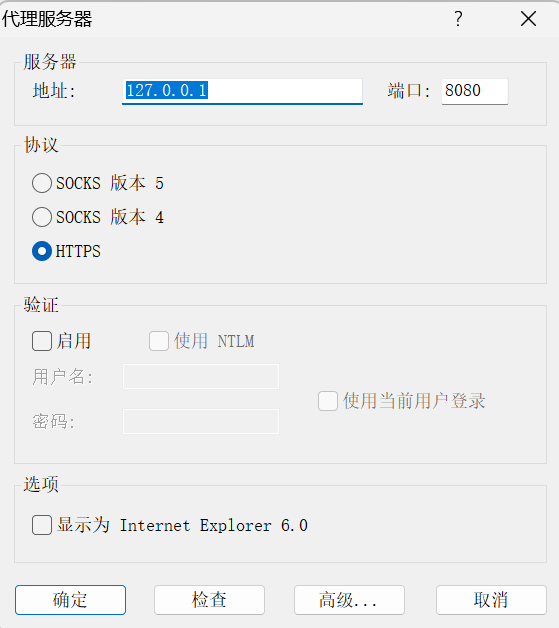 代理服务器 ?
服务器
地址: 127.0.0.1 端口: 8080
协议
SOCKS 版本 5
SOCKS 版本 4
HTTPS
验证
启用 使用 NTLM
用户名:
使用当前用户登录
密码:
选项
显示为 Internet Explorer 6.0
确定 检查 高级... 取消